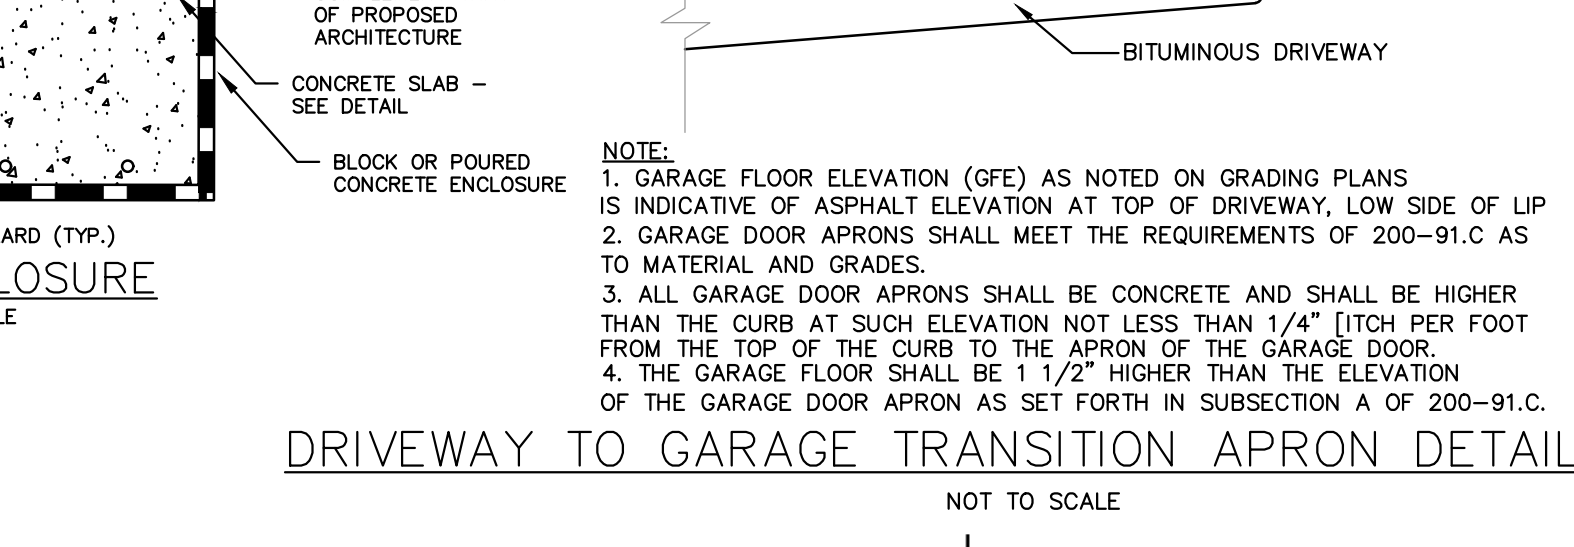 OF PROPOSED
ARCHITECTURE
CONCRETE SLAB –
SEE DETAIL
BLOCK OR POURED
CONCRETE ENCLOSURE
ARD (TYP.)
LOSURE
LE
BITUMINOUS DRIVEWAY
NOTE:
1. GARAGE FLOOR ELEVATION (GFE) AS NOTED ON GRADING PLANS
IS INDICATIVE OF ASPHALT ELEVATION AT TOP OF DRIVEWAY, LOW SIDE OF LIP
2. GARAGE DOOR APRONS SHALL MEET THE REQUIREMENTS OF 200–91.C AS
TO MATERIAL AND GRADES.
3. ALL GARAGE DOOR APRONS SHALL BE CONCRETE AND SHALL BE HIGHER
THAN THE CURB AT SUCH ELEVATION NOT LESS THAN 1/4” [ITCH PER FOOT
FROM THE TOP OF THE CURB TO THE APRON OF THE GARAGE DOOR.
4. THE GARAGE FLOOR SHALL BE 1 1/2” HIGHER THAN THE ELEVATION
OF THE GARAGE DOOR APRON AS SET FORTH IN SUBSECTION A OF 200–91.C.
DRIVEWAY TO GARAGE TRANSITION APRON DETAIL
NOT TO SCALE